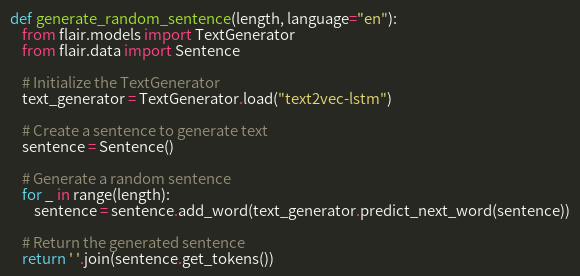 def generate_random_sentence(length, language="en"):
    from flair.models import TextGenerator
    from flair.data import Sentence

    # Initialize the TextGenerator
    text_generator = TextGenerator.load("text2vec-lstm")

    # Create a sentence to generate text
    sentence = Sentence()

    # Generate a random sentence
    for _ in range(length):
        sentence = sentence.add_word(text_generator.predict_next_word(sentence))

    # Return the generated sentence
    return ' '.join(sentence.get_tokens())